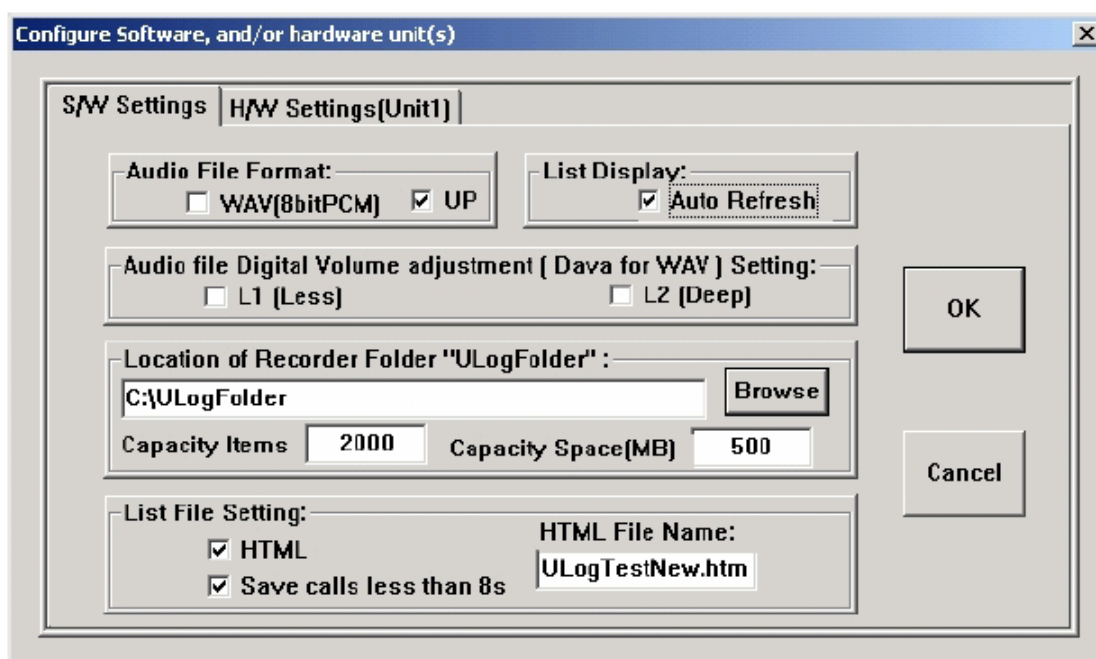 Configure Software, and/or hardware unit(s)
S/W Settings H/W Settings(Unit1)
Audio File Format: List Display:
WAV(8bitPCM) UP Auto Refresh
Audio file Digital Volume adjustment ( Dava for WAV ) Setting:
L1 (Less) L2 (Deep)
OK
Location of Recorder Folder "ULogFolder" :
C:\ULogFolder Browse
Capacity Items 2000 Capacity Space(MB) 500
Cancel
List File Setting:
HTML File Name:
HTML
ULogTestNew.htm
Save calls less than 8s